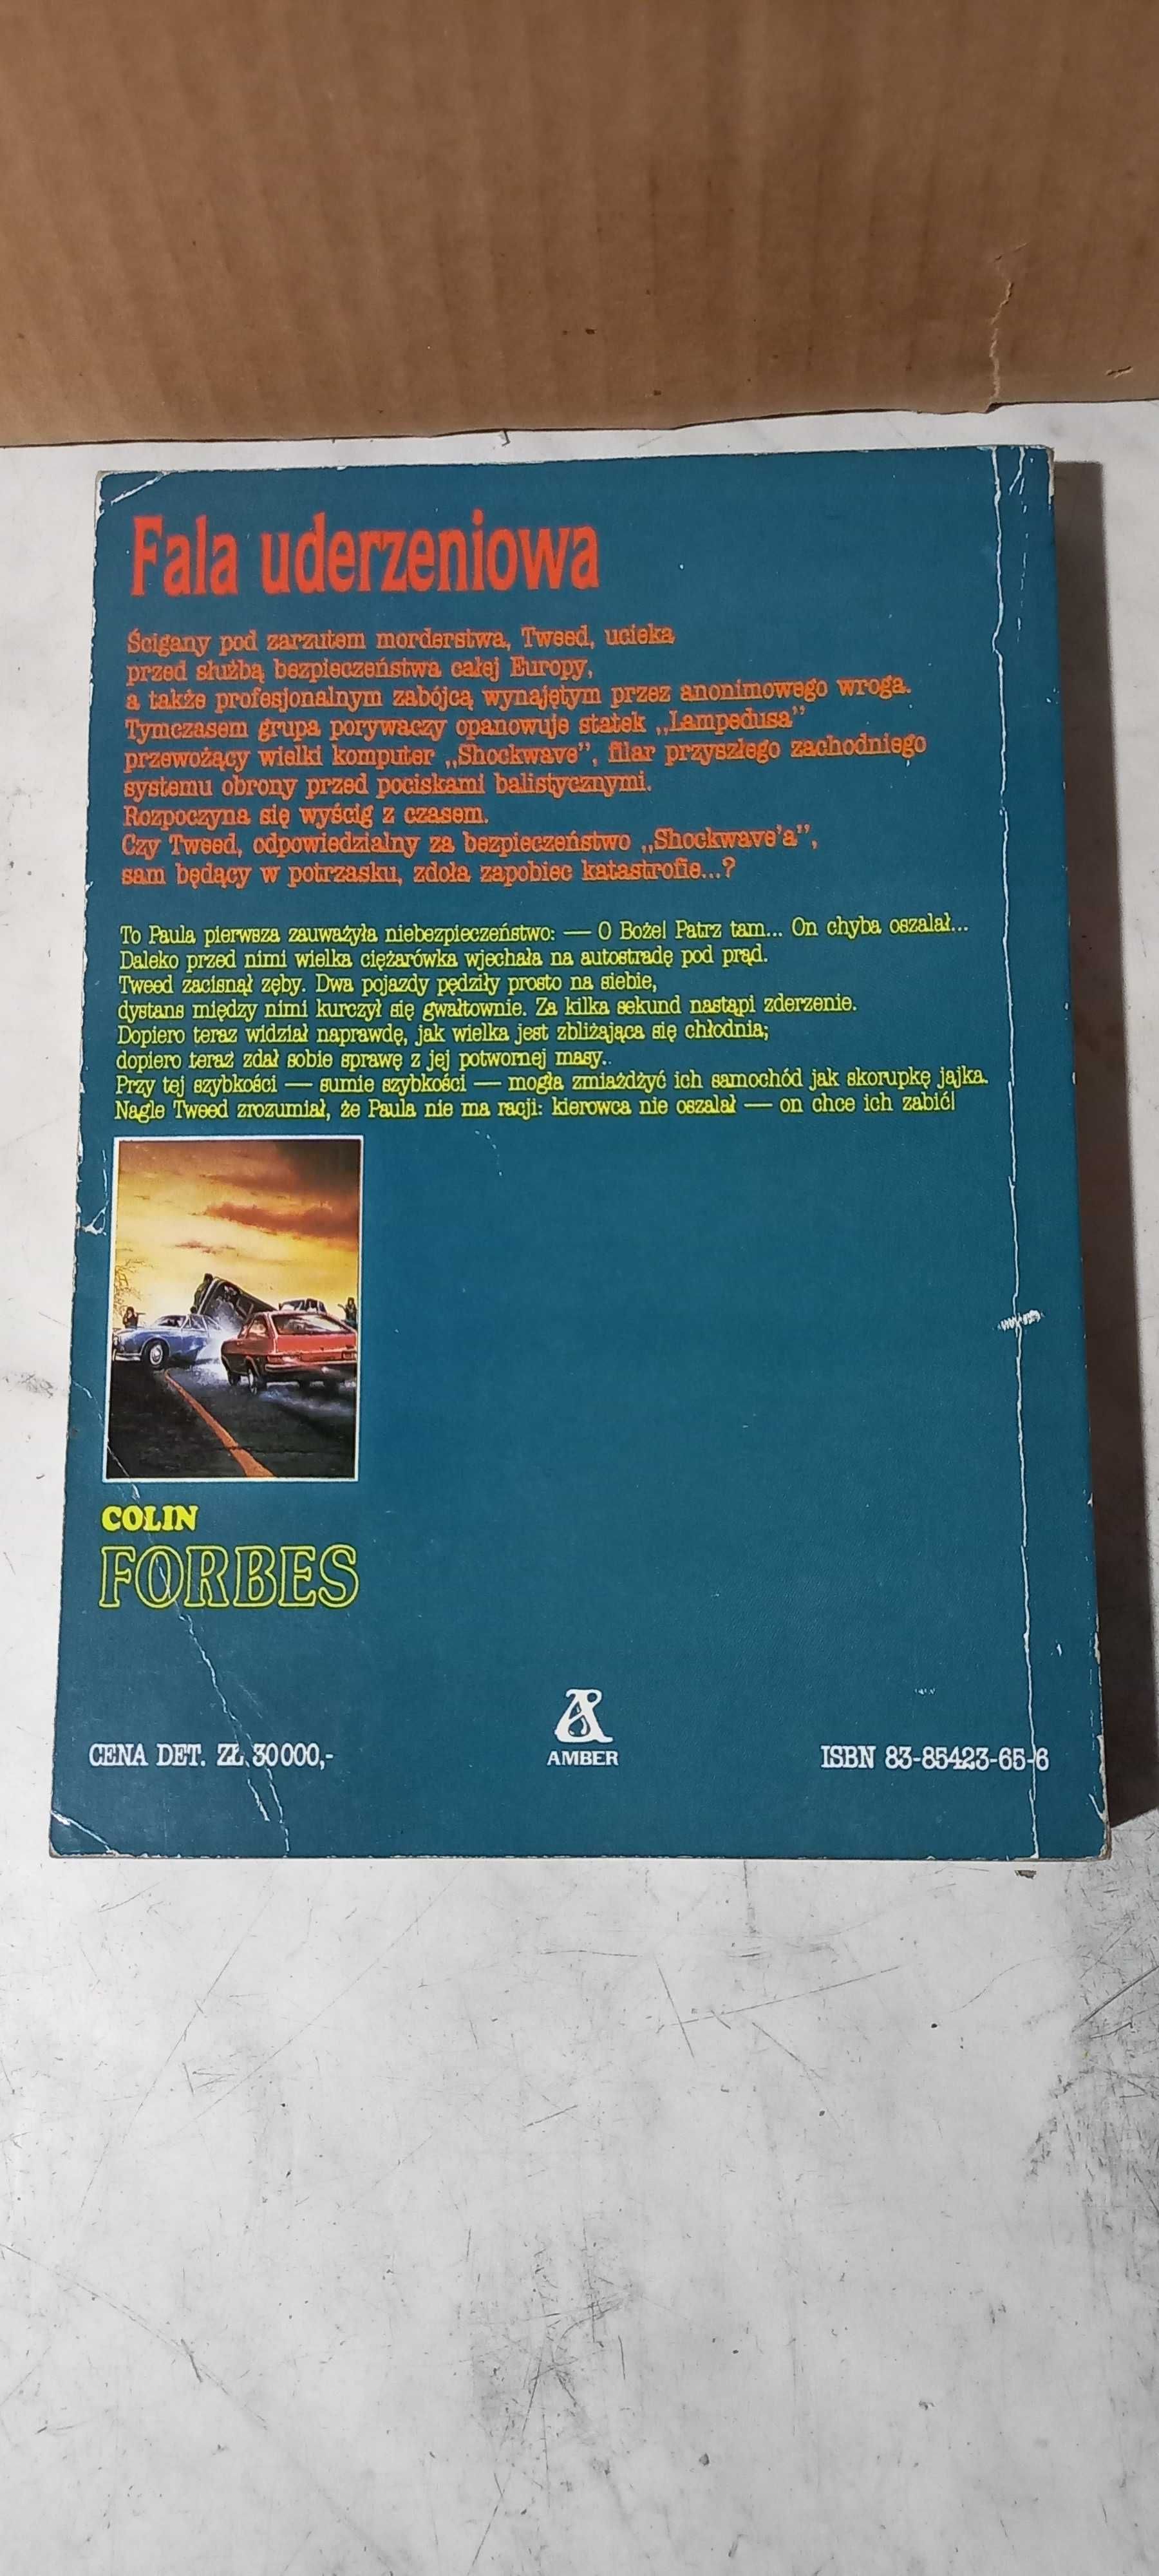 Fala uderzeniowa
Ścigany pod zarzutem morderstwa, Tweed, ucieka
przed służbą bezpieczeństwa całej Europy,
a także profesjonalnym zabójcą wynajętym przez anonimowego wroga.
Tymczasem grupa porywaczy opanowuje statek „Lampedusa”
przewożący wielki komputer „Shockwave”, filar przyszłego zachodniego
systemu obrony przed pociskami balistycznymi.
Rozpoczyna się wyścig z czasem.
Czy Tweed, odpowiedzialny za bezpieczeństwo „Shockwave'a”,
sam będący w potrzasku, zdoła zapobiec katastrofie...?
To Paula pierwsza zauważyła niebezpieczeństwo: — O Boże! Patrz tam... On chyba oszalał...
Daleko przed nimi wielka ciężarówka wjechała na autostradę pod prąd.
Tweed zacisnął zęby. Dwa pojazdy pędziły prosto na siebie,
dystans między nimi kurczył się gwałtownie. Za kilka sekund nastąpi zderzenie.
Dopiero teraz widział naprawdę, jak wielka jest zbliżająca się chłodnia;
dopiero teraz zdał sobie sprawę z jej potwornej masy..
Przy tej szybkości — sumie szybkości — mogła zmiażdżyć ich samochód jak skorupkę jajka.
Nagle Tweed zrozumiał, że Paula nie ma racji: kierowca nie oszalał — on chce ich zabić!
COLIN
FORBES
CENA DET. ZŁ 30000,-
AMBER
ISBN 83-85423-65-6